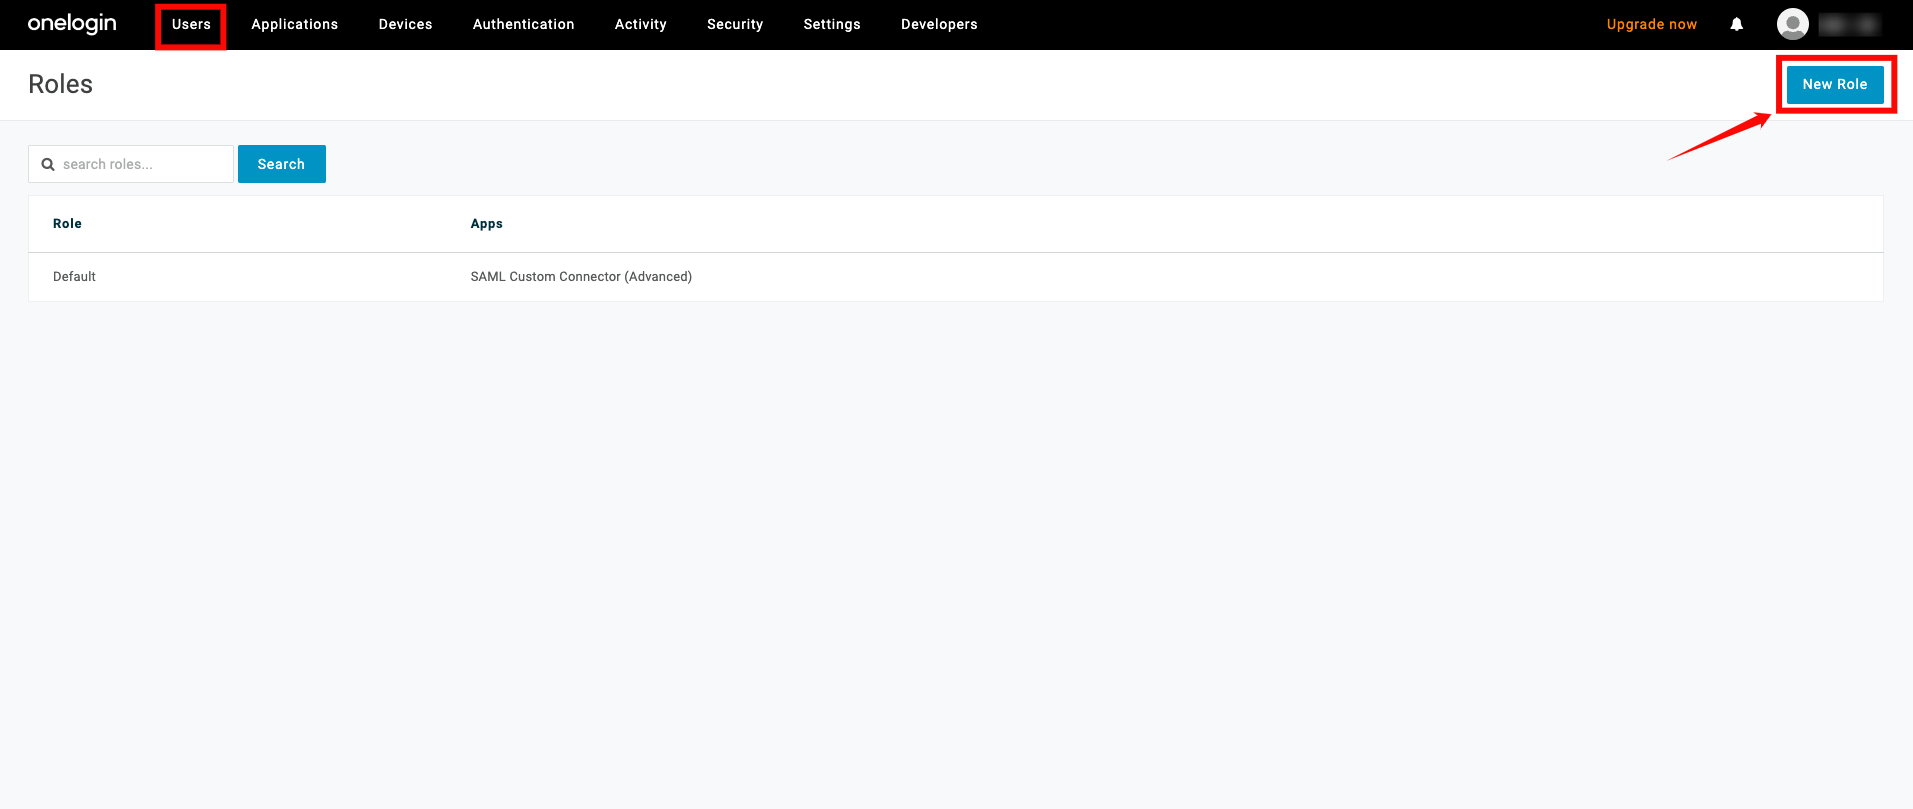 onelogin Users Applications Devices Authentication Activity Security Settings Developers Upgrade now
Roles New Role
search roles... Search
Role Apps
Default SAML Custom Connector (Advanced)